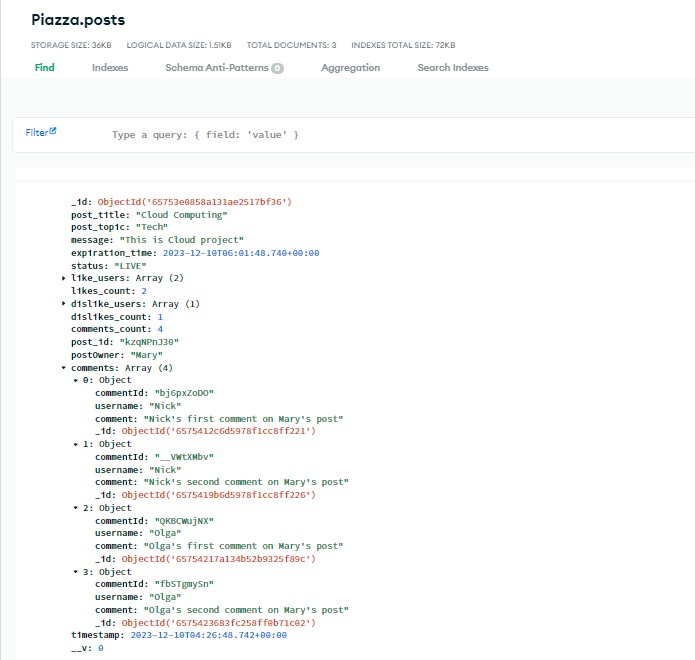 Piazza.posts
STORAGE SIZE: 36KB LOGICAL DATA SIZE: 1.51KB TOTAL DOCUMENTS: 3 INDEXES TOTAL SIZE: 72KB
Find Indexes Schema Anti-Patterns 0 Aggregation Search Indexes
Filter Type a query: { field: 'value' }
_id: ObjectId('65753e0858a131ae2517bf36')
post_title: "Cloud Computing"
post_topic: "Tech"
message: "This is Cloud project"
expiration_time: 2023-12-10T06:01:48.740+00:00
status: "LIVE"
like_users: Array (2)
likes_count: 2
dislike_users: Array (1)
dislikes_count: 1
comments_count: 4
post_id: "kzqNPnJ30"
postOwner: "Mary"
comments: Array (4)
0: Object
commentId: "bj6pxZoDO"
username: "Nick"
comment: "Nick's first comment on Mary's post"
_id: ObjectId('6575412c6d5978f1cc8ff221')
1: Object
commentId: "__VWtXMbv"
username: "Nick"
comment: "Nick's second comment on Mary's post"
_id: ObjectId('6575419b6d5978f1cc8ff226')
2: Object
commentId: "QKBCWujNX"
username: "Olga"
comment: "Olga's first comment on Mary's post"
_id: ObjectId('65754217a134b52b9325f89c')
3: Object
commentId: "fbSTgmySn"
username: "Olga"
comment: "Olga's second comment on Mary's post"
_id: ObjectId('6575423683fc258ff0b71c02')
timestamp: 2023-12-10T04:26:48.742+00:00
__v: 0